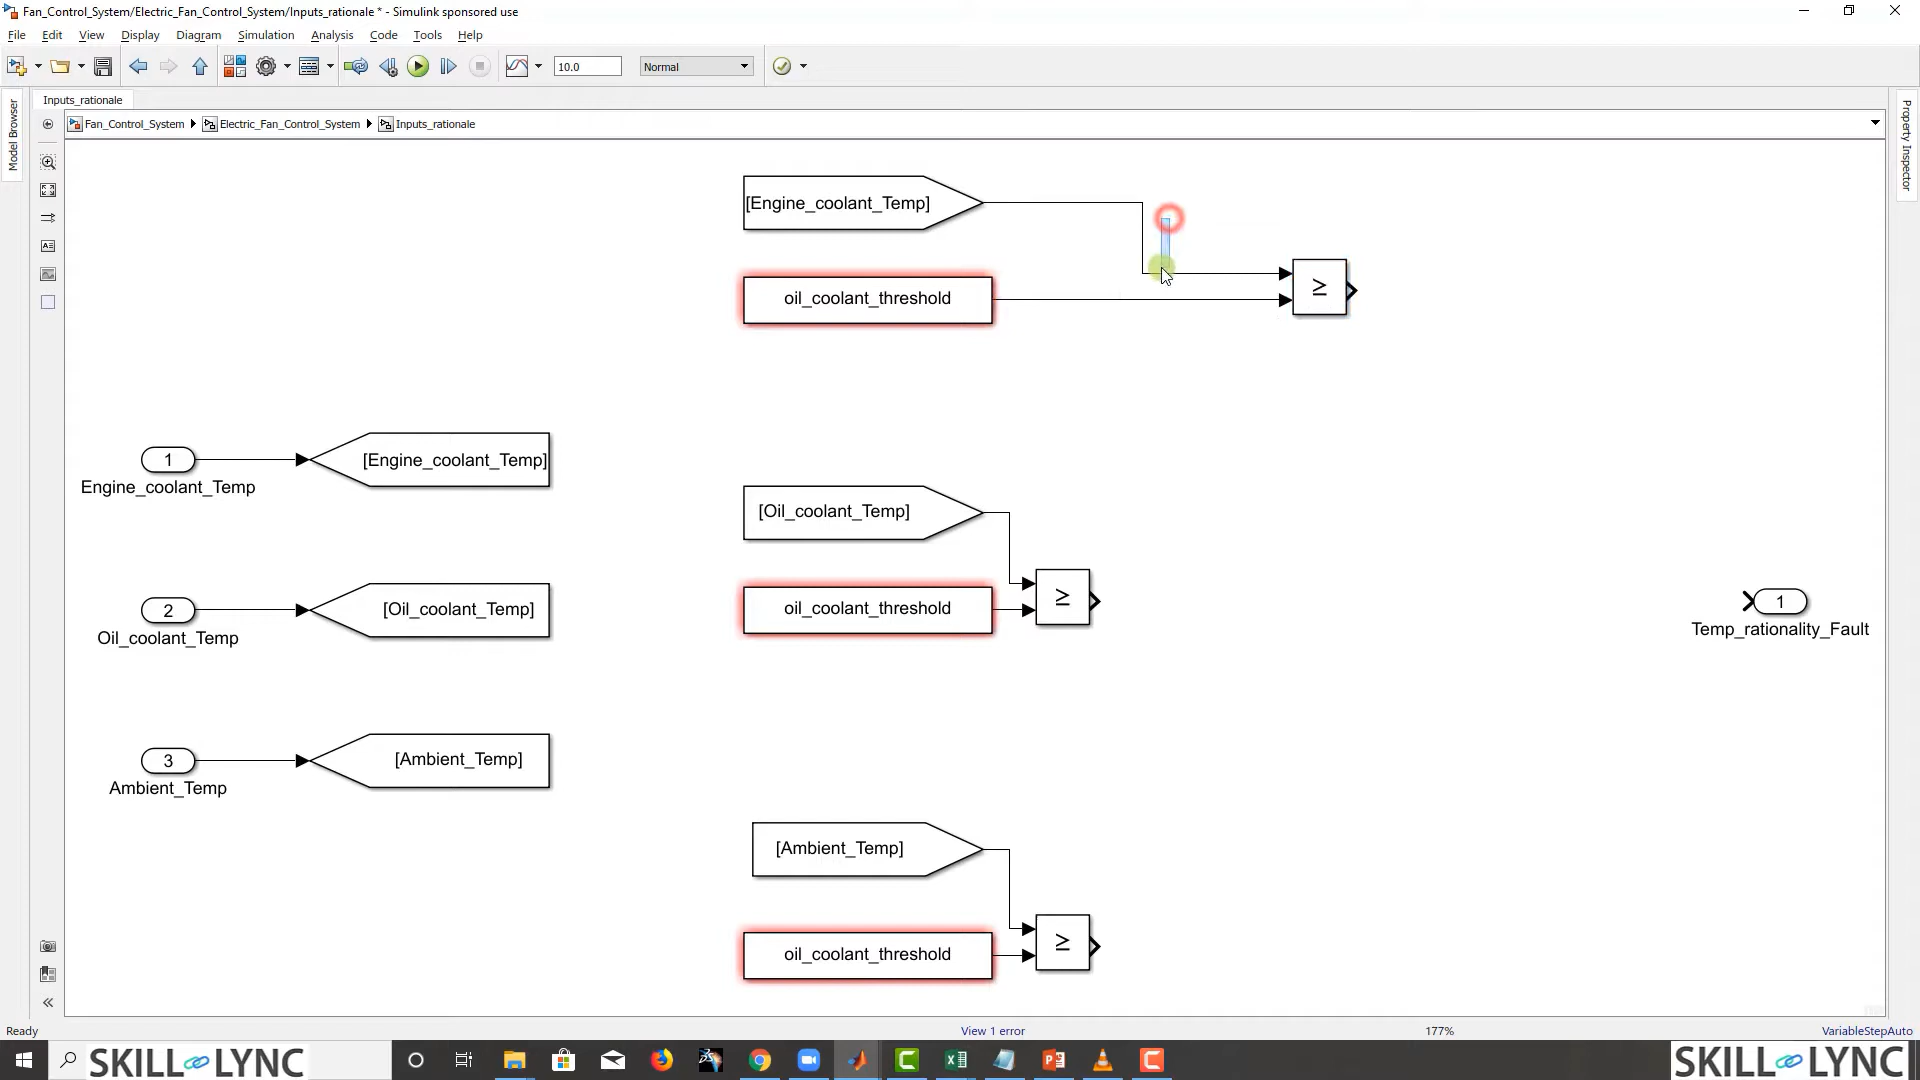 Fan_Control_System/Electric_Fan_Control_System/Inputs_rationale * - Simulink sponsored use
File Edit View Display Diagram Simulation Analysis Code Tools Help
10.0 Normal
Inputs_rationale
Fan_Control_System Electric_Fan_Control_System Inputs_rationale
Model Browser
Property Inspector
[Engine_coolant_Temp]
oil_coolant_threshold
≥
1
Engine_coolant_Temp
[Engine_coolant_Temp]
[Oil_coolant_Temp]
oil_coolant_threshold
≥
2
Oil_coolant_Temp
[Oil_coolant_Temp]
1
Temp_rationality_Fault
3
Ambient_Temp
[Ambient_Temp]
[Ambient_Temp]
oil_coolant_threshold
≥
Ready View 1 error 177% VariableStepAuto
SKILL LYNC
SKILL LYNC